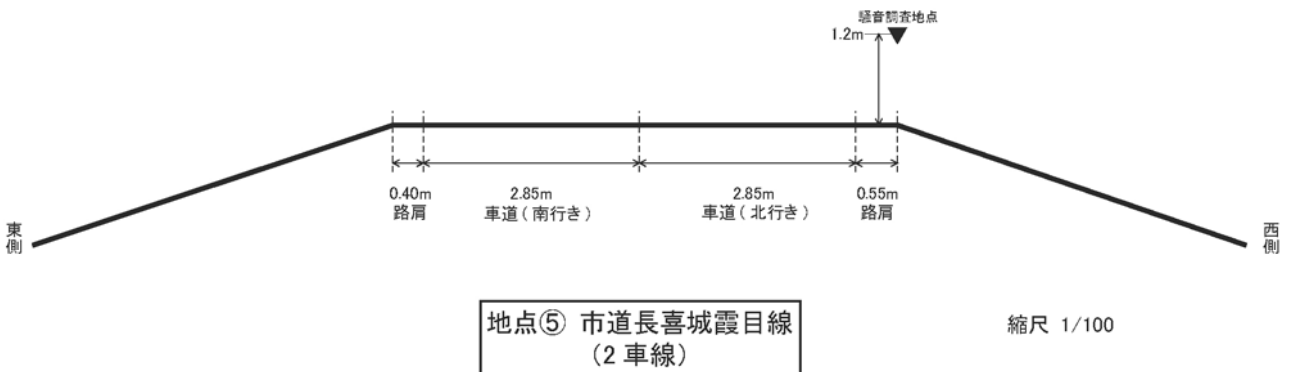 騒音調査地点
1.2m
0.40m
路肩
2.85m
車道(南行き)
2.85m
車道(北行き)
0.55m
路肩
東側
西側
地点⑤ 市道長喜城霞目線
(2車線)
縮尺 1/100